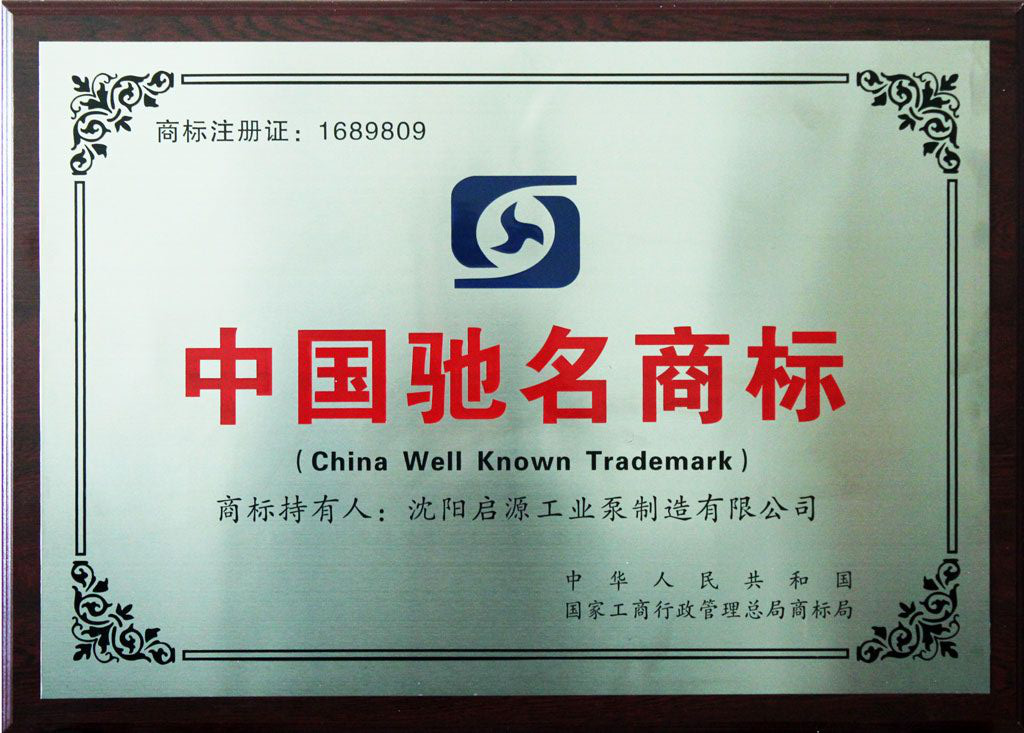 商标注册证：1689809
中国驰名商标
（China Well Known Trademark）
商标持有人：沈阳启源工业泵制造有限公司
中华人民共和国
国家工商行政管理总局商标局